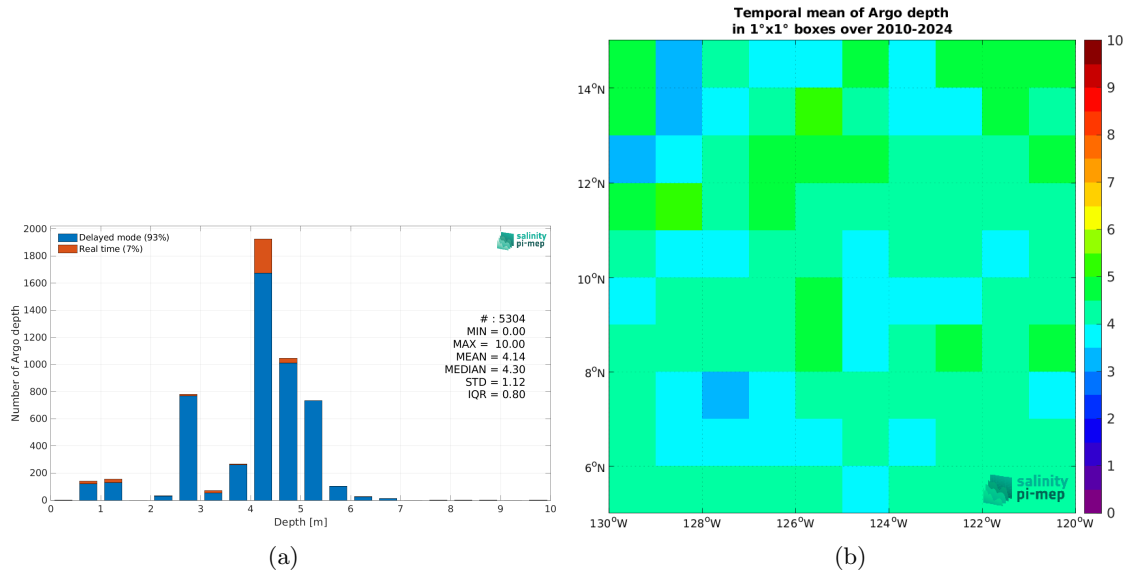 Delayed mode (93%)
Real time (7%)
salinity
pi-mep
# : 5304
MIN = 0.00
MAX = 10.00
MEAN = 4.14
MEDIAN = 4.30
STD = 1.12
IQR = 0.80
Number of Argo depth
2000
1800
1600
1400
1200
1000
800
600
400
200
0
0 1 2 3 4 5 6 7 8 9 10
Depth [m]
(a)
Temporal mean of Argo depth
in 1°x1° boxes over 2010-2024
14°N
12°N
10°N
8°N
6°N
130°W 128°W 126°W 124°W 122°W 120°W
10
9
8
7
6
5
4
3
2
1
0
salinity
pi-mep
(b)